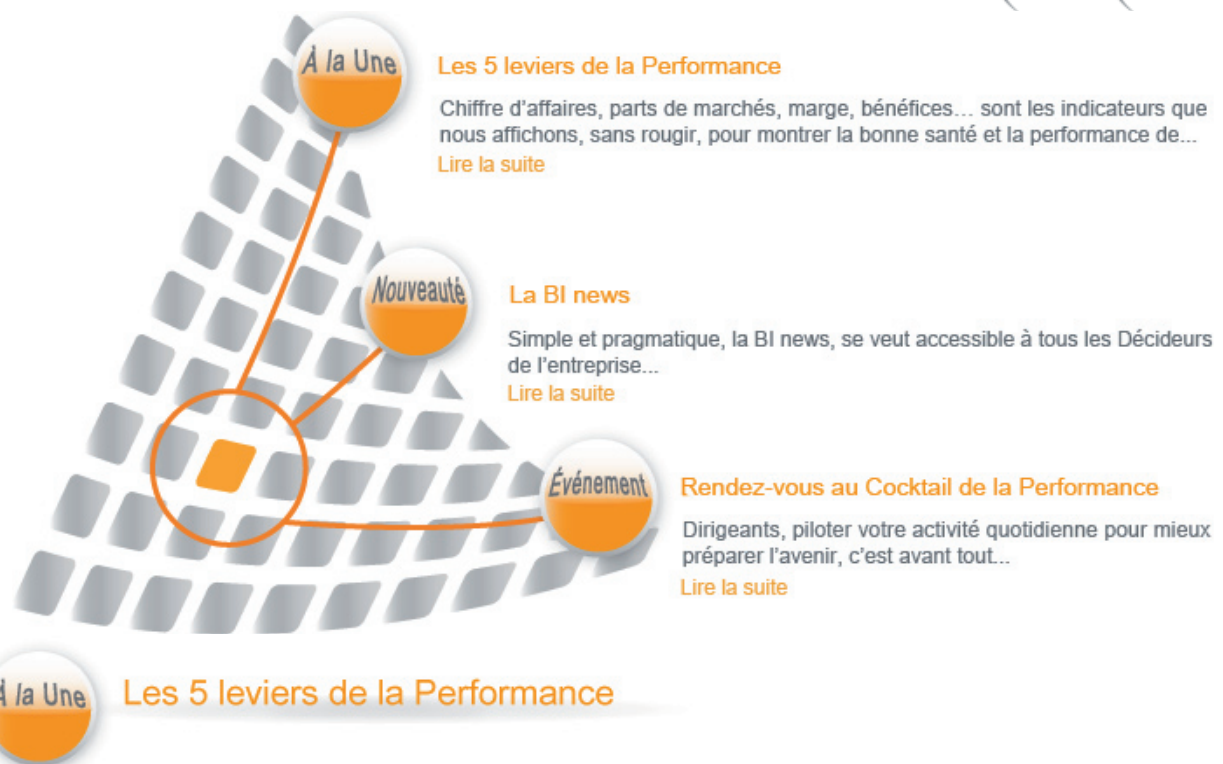 À la Une
Les 5 leviers de la Performance
Chiffre d'affaires, parts de marchés, marge, bénéfices… sont les indicateurs que
nous affichons, sans rougir, pour montrer la bonne santé et la performance de...
Lire la suite
Nouveauté
La BI news
Simple et pragmatique, la BI news, se veut accessible à tous les Décideurs
de l'entreprise...
Lire la suite
Événement
Rendez-vous au Cocktail de la Performance
Dirigeants, piloter votre activité quotidienne pour mieux
préparer l'avenir, c'est avant tout...
Lire la suite
À la Une
Les 5 leviers de la Performance